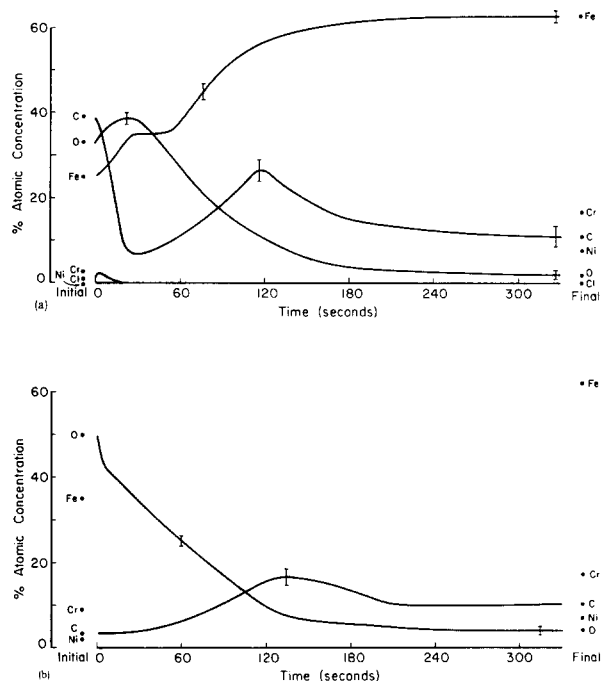 60
Fe
% Atomic Concentration
C
40
O
Fe
20
Cr
C
Ni
Ni Cr
Cl
0
O
Cl
(a)
Initial
0
60
120
180
240
300
Final
Time (seconds)
60
Fe
O
% Atomic Concentration
40
Fe
20
Cr
Cr
C
Ni
C
O
Ni
0
(b)
Initial
0
60
120
180
240
300
Final
Time (seconds)